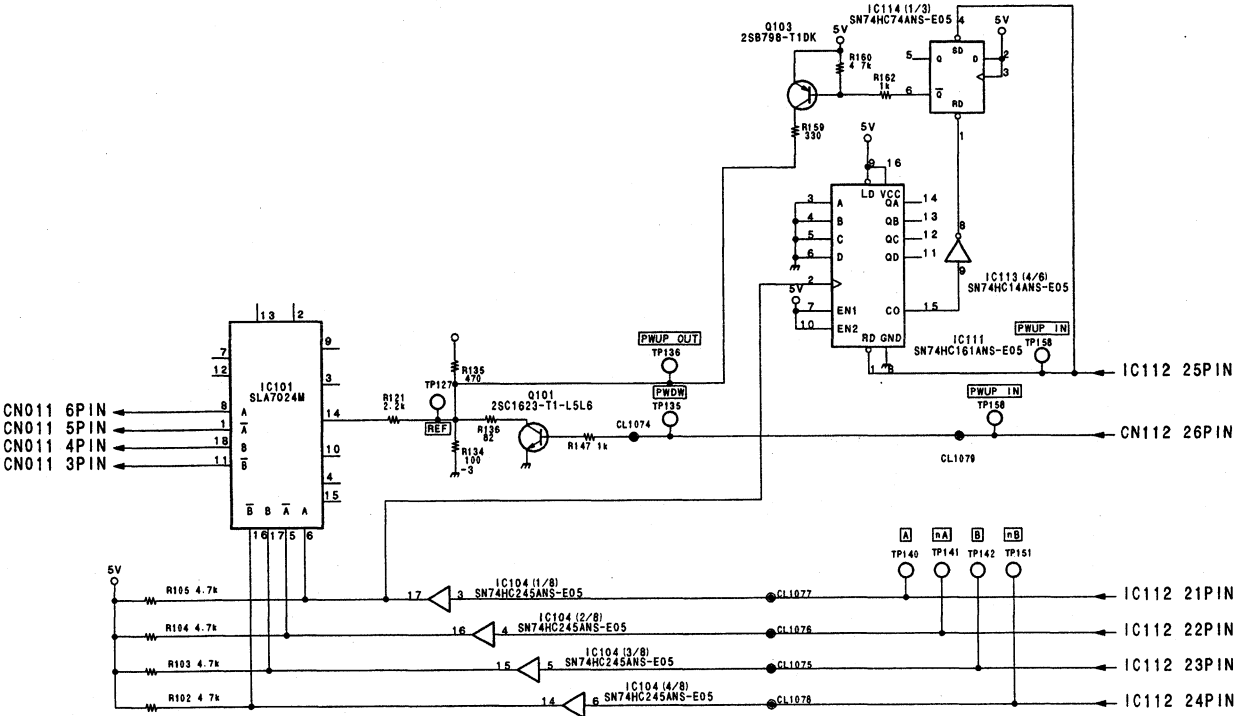 IC114 (1/3)
SN74HC74ANS-E05
4
5V
Q103
2SB798-T1DK
5V
R160
4 7k
R162
1k
5
Q
SD
D
2
3
6
Q
RD
1
R159
330
5V
9
16
LD VCC
3
A
QA
14
4
B
QB
13
5
C
QC
12
6
D
QD
11
8
9
IC113 (4/6)
SN74HC14ANS-E05
2
5V
7
EN1
CO
15
10
EN2
RD GND
1
8
IC111
SN74HC161ANS-E05
PWUP IN
TP158
IC112 25PIN
13
2
7
12
9
3
IC101
SLA7024M
PWUP OUT
TP136
R135
470
TP127
REF
R121
2.2k
14
Q101
2SC1623-T1-L5L6
R136
82
R134
100
-3
PWDW
TP135
CL1074
R147 1k
PWUP IN
TP158
CL1079
CN112 26PIN
CN011 6PIN
8
A
CN011 5PIN
1
A
CN011 4PIN
18
B
CN011 3PIN
11
B
10
4
15
B B A A
16 17 5 6
A
TP140
nA
TP141
B
TP142
nB
TP151
5V
R105 4.7k
17
3
IC104 (1/8)
SN74HC245ANS-E05
CL1077
IC112 21PIN
R104 4.7k
16
4
IC104 (2/8)
SN74HC245ANS-E05
CL1076
IC112 22PIN
R103 4.7k
15
5
IC104 (3/8)
SN74HC245ANS-E05
CL1075
IC112 23PIN
R102 4 7k
14
6
IC104 (4/8)
SN74HC245ANS-E05
CL1078
IC112 24PIN